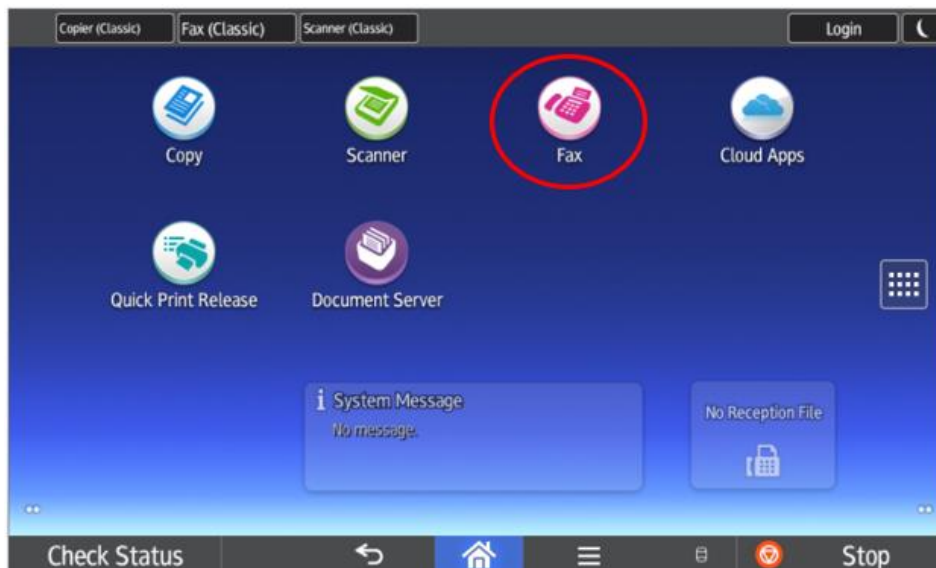 Copier (Classic) Fax (Classic) Scanner (Classic) Login
Copy Scanner Fax Cloud Apps
Quick Print Release Document Server
System Message
No message.
No Reception File
Check Status Stop